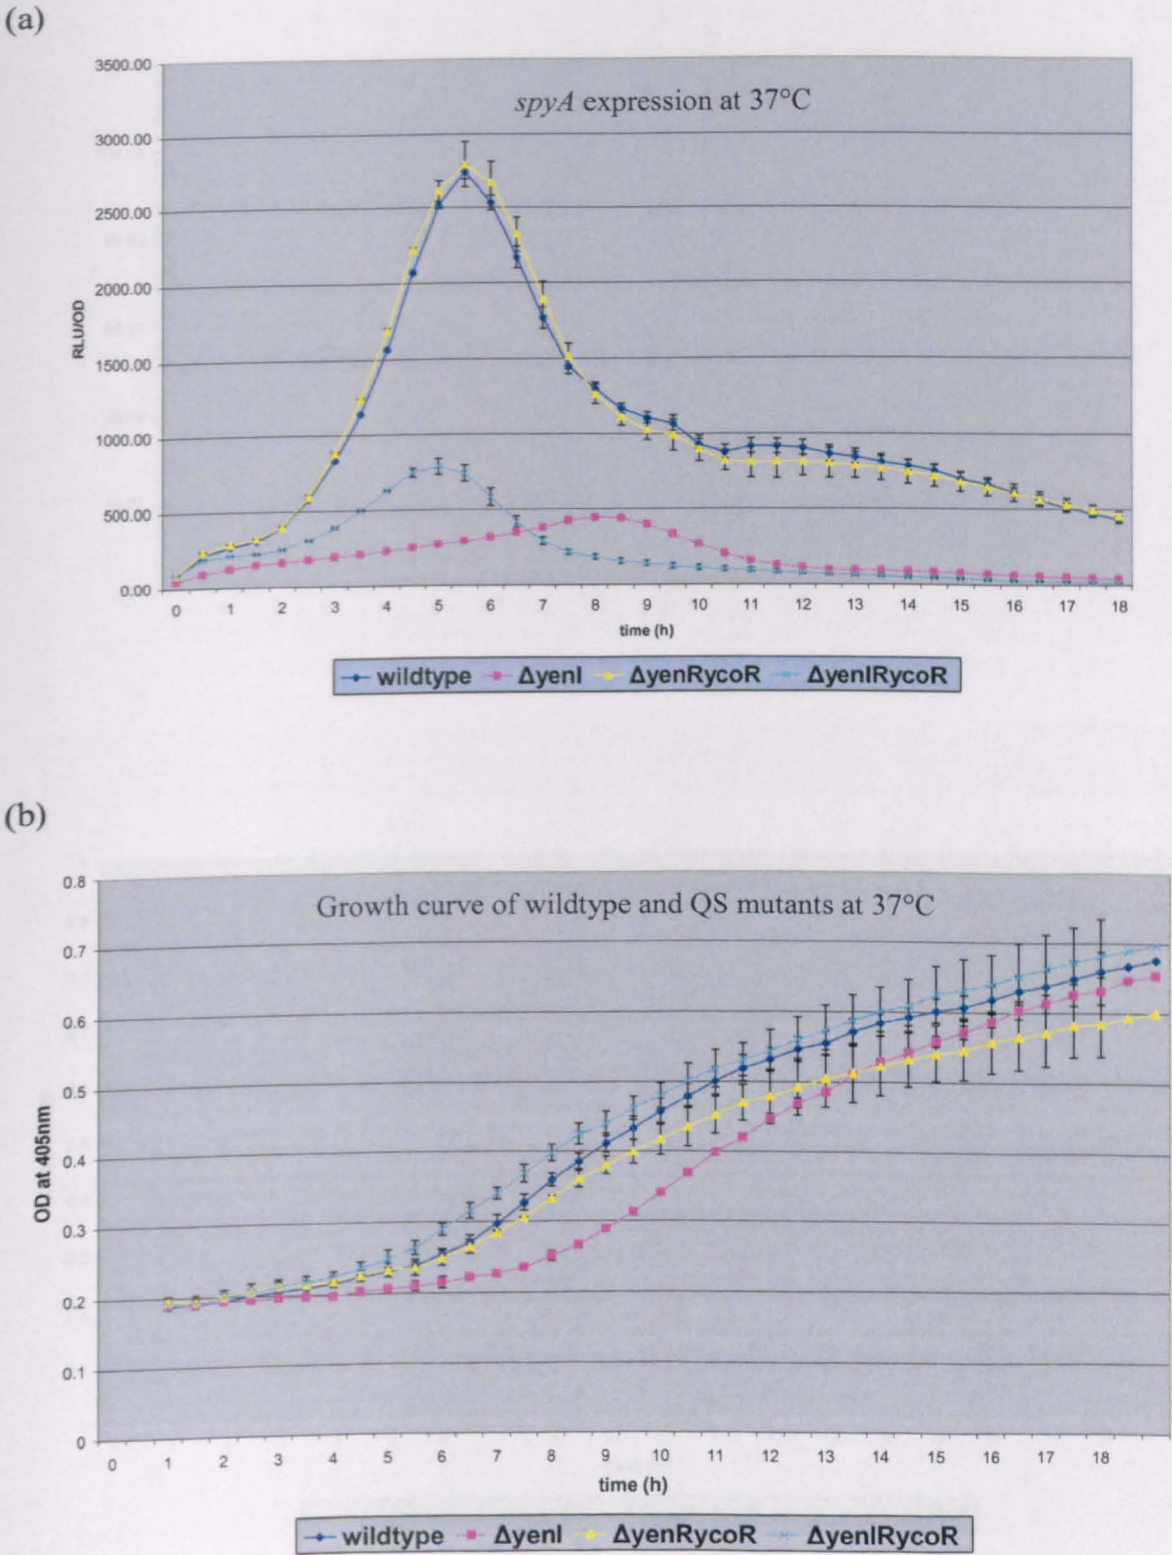 (a)
spyA expression at 37°C
3500.00
3000.00
2500.00
2000.00
1500.00
1000.00
500.00
0.00
RLU/OD
0 1 2 3 4 5 6 7 8 9 10 11 12 13 14 15 16 17 18
time (h)
wildtype ΔyenI ΔyenRycoR ΔyenIRycoR
(b)
Growth curve of wildtype and QS mutants at 37°C
0.8
0.7
0.6
0.5
0.4
0.3
0.2
0.1
0
OD at 405nm
0 1 2 3 4 5 6 7 8 9 10 11 12 13 14 15 16 17 18
time (h)
wildtype ΔyenI ΔyenRycoR ΔyenIRycoR